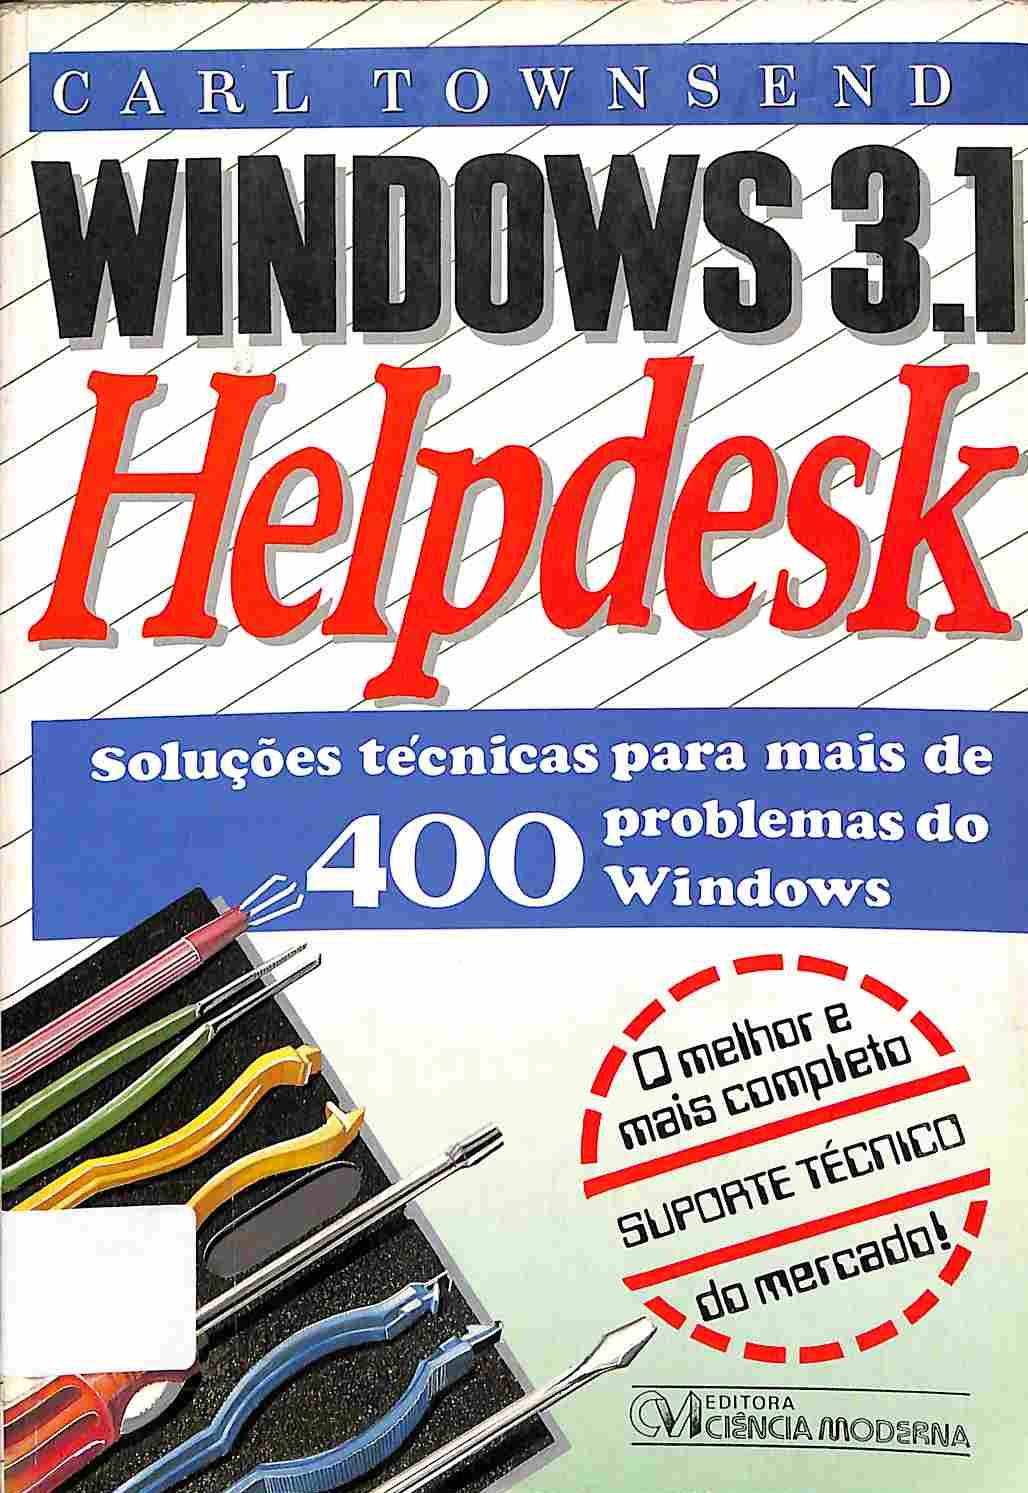 CARL TOWNSEND
WINDOWS 3.1
Helpdesk
Soluções técnicas para mais de
400 problemas do
Windows
O melhor e
mais completo
SUPORTE TÉCNICO
do mercado!
CM EDITORA
CIÊNCIA MODERNA